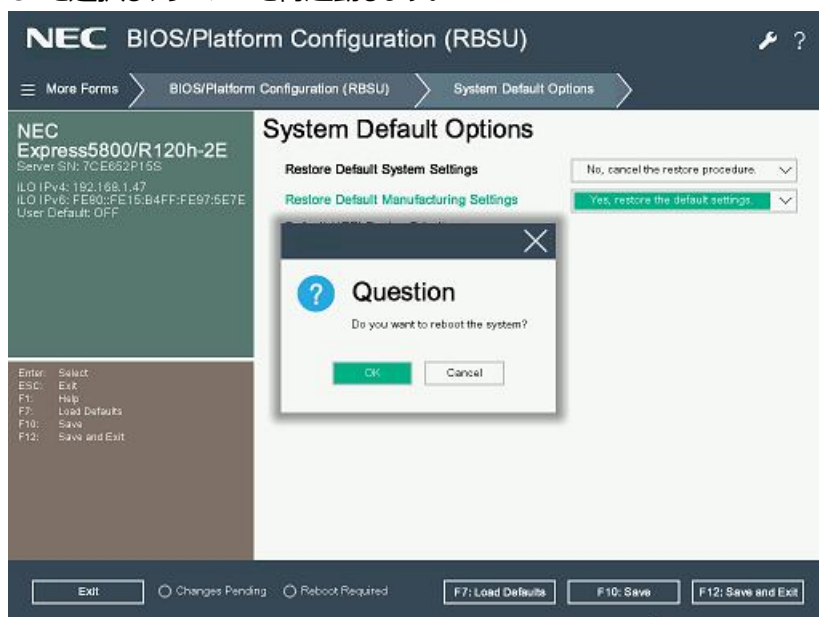 NEC BIOS/Platform Configuration (RBSU)
?
More Forms
BIOS/Platform Configuration (RBSU)
System Default Options
NEC
Express5800/R120h-2E
Server SN: 7CE652P15S
iLO IPv4: 192.168.1.47
iLO IPv6: FE80::FE15:B4FF:FE97:5E7E
User Default: OFF
System Default Options
Restore Default System Settings
No, cancel the restore procedure.
Restore Default Manufacturing Settings
Yes, restore the default settings.
Question
Do you want to reboot the system?
OK
Cancel
Enter: Select
ESC: Exit
F1: Help
F7: Load Defaults
F10: Save
F12: Save and Exit
Exit
Changes Pending
Reboot Required
F7: Load Defaults
F10: Save
F12: Save and Exit